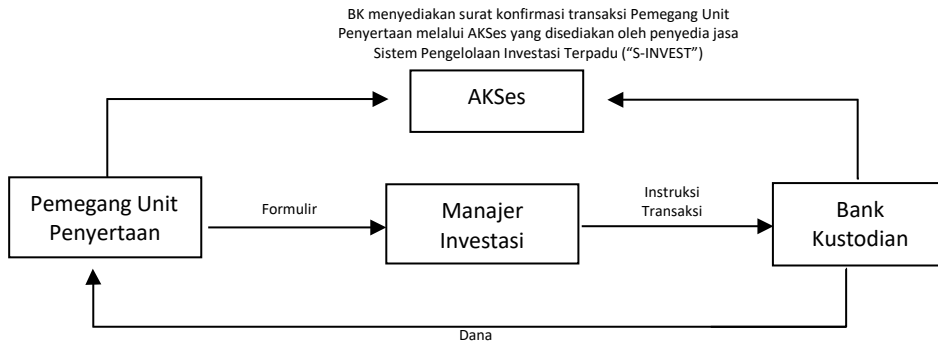 BK menyediakan surat konfirmasi transaksi Pemegang Unit
Penyertaan melalui AKSes yang disediakan oleh penyedia jasa
Sistem Pengelolaan Investasi Terpadu (“S-INVEST”)
AKSes
Pemegang Unit
Penyertaan
Formulir
Manajer
Investasi
Instruksi
Transaksi
Bank
Kustodian
Dana